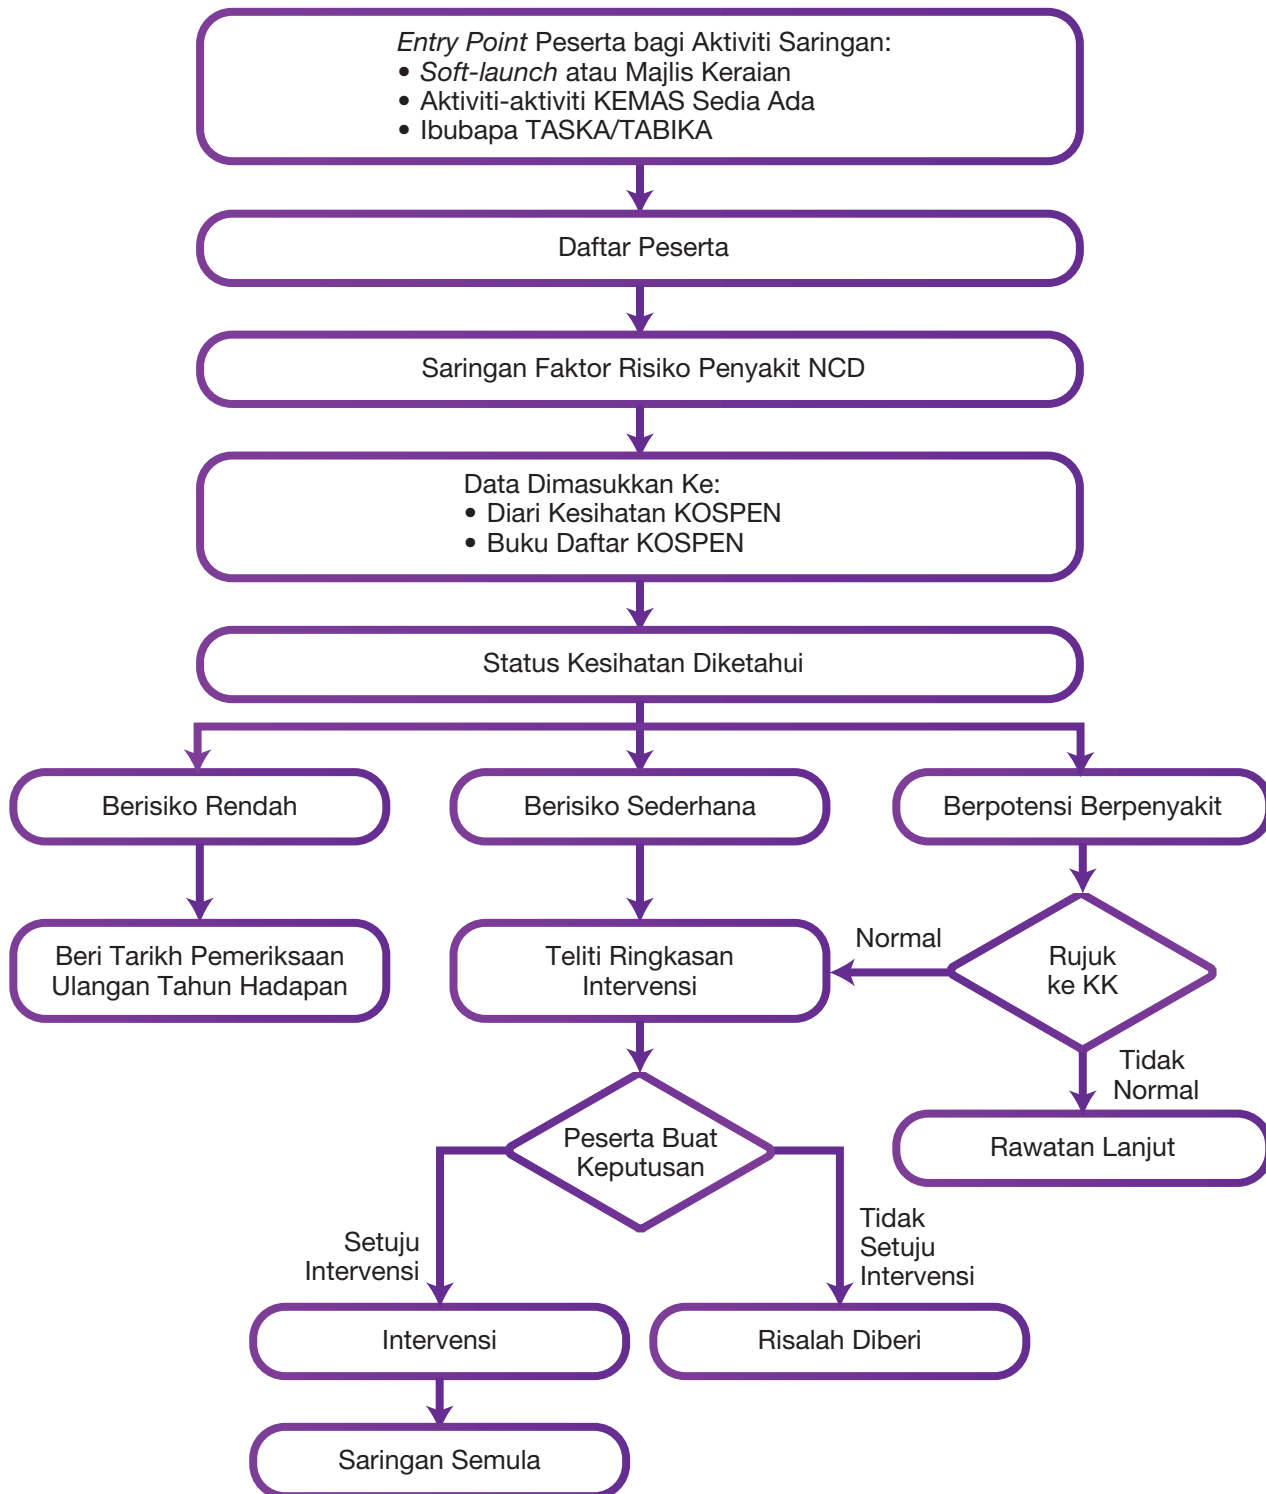 Entry Point Peserta bagi Aktiviti Saringan:
• Soft-launch atau Majlis Keraian
• Aktiviti-aktiviti KEMAS Sedia Ada
• Ibubapa TASKA/TABIKA
Daftar Peserta
Saringan Faktor Risiko Penyakit NCD
Data Dimasukkan Ke:
• Diari Kesihatan KOSPEN
• Buku Daftar KOSPEN
Status Kesihatan Diketahui
Berisiko Rendah
Berisiko Sederhana
Berpotensi Berpenyakit
Beri Tarikh Pemeriksaan
Ulangan Tahun Hadapan
Teliti Ringkasan
Intervensi
Normal
Rujuk
ke KK
Tidak
Normal
Rawatan Lanjut
Peserta Buat
Keputusan
Setuju
Intervensi
Tidak
Setuju
Intervensi
Intervensi
Risalah Diberi
Saringan Semula